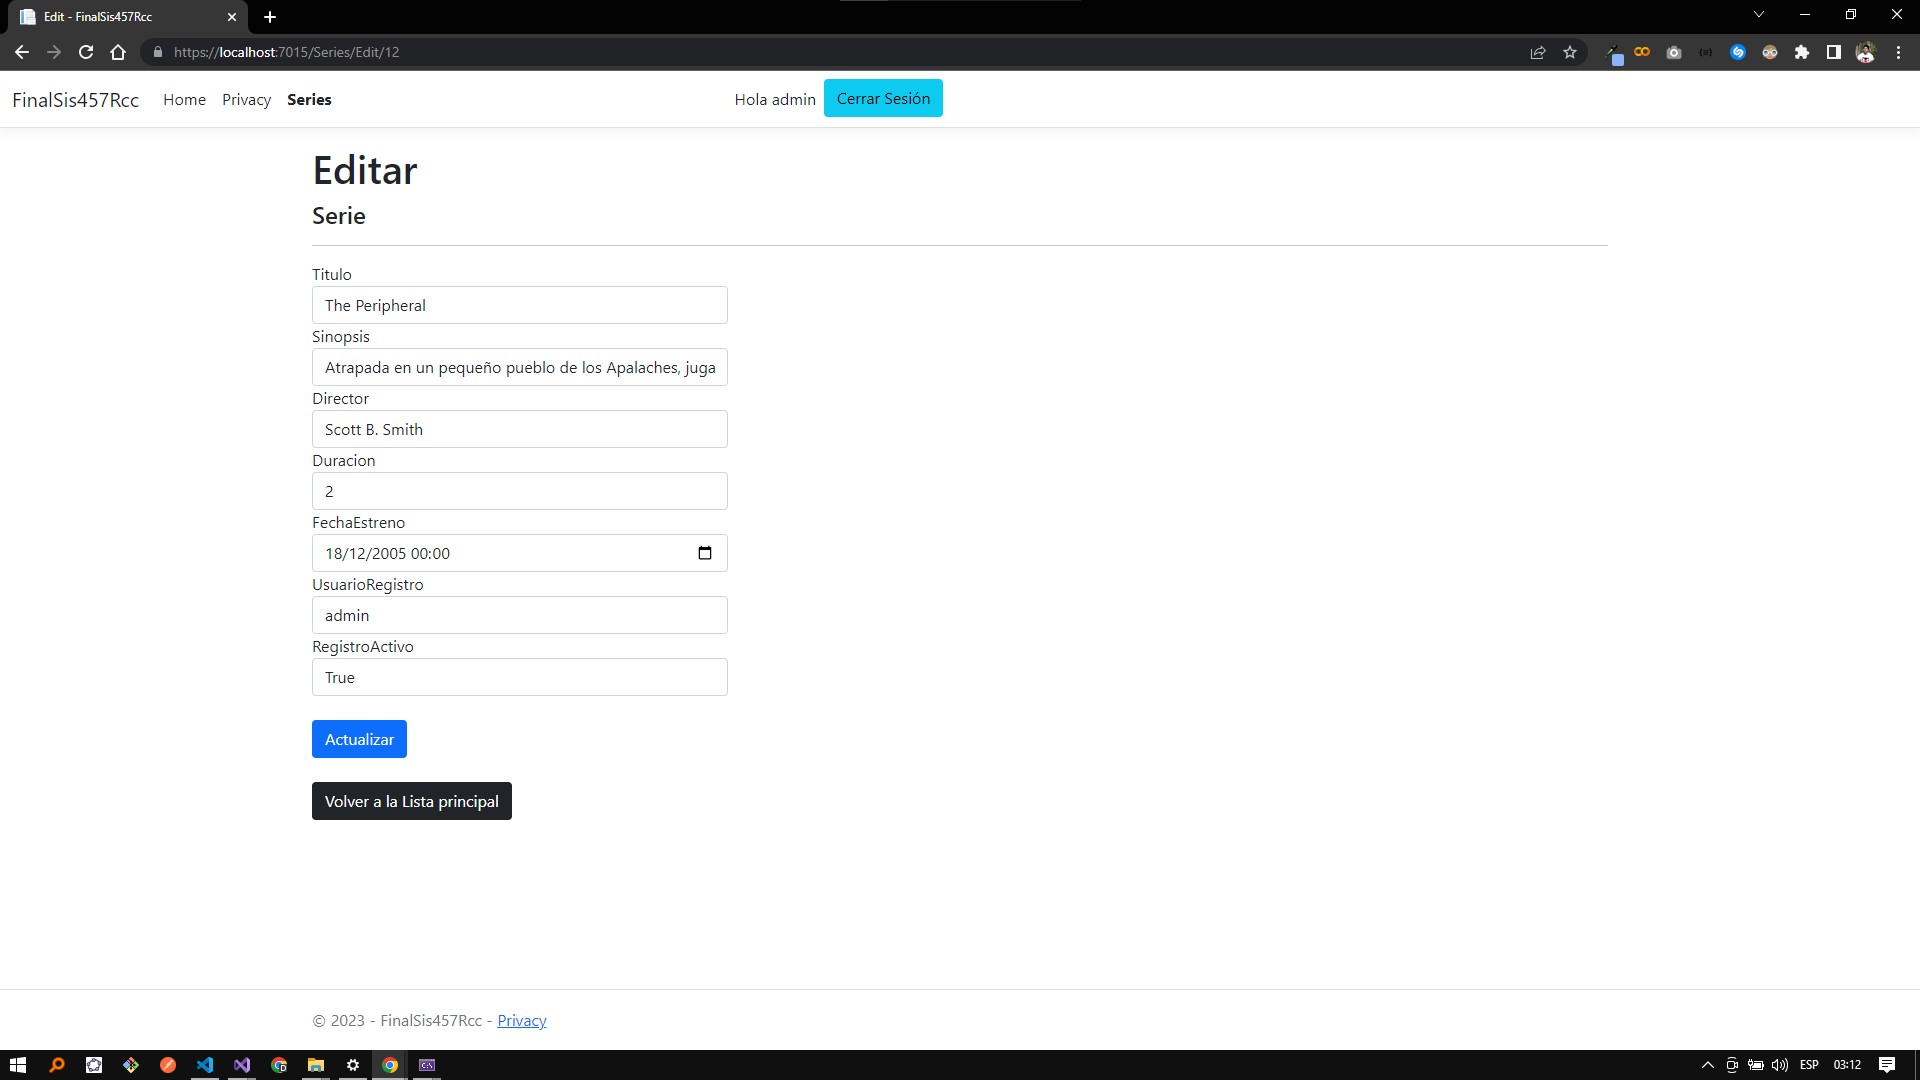 Edit - FinalSis457Rcc
https://localhost:7015/Series/Edit/12
FinalSis457Rcc Home Privacy Series Hola admin Cerrar Sesión
Editar
Serie
Titulo
The Peripheral
Sinopsis
Atrapada en un pequeño pueblo de los Apalaches, juga
Director
Scott B. Smith
Duracion
2
FechaEstreno
18/12/2005 00:00
UsuarioRegistro
admin
RegistroActivo
True
Actualizar
Volver a la Lista principal
© 2023 - FinalSis457Rcc - Privacy
ESP 03:12